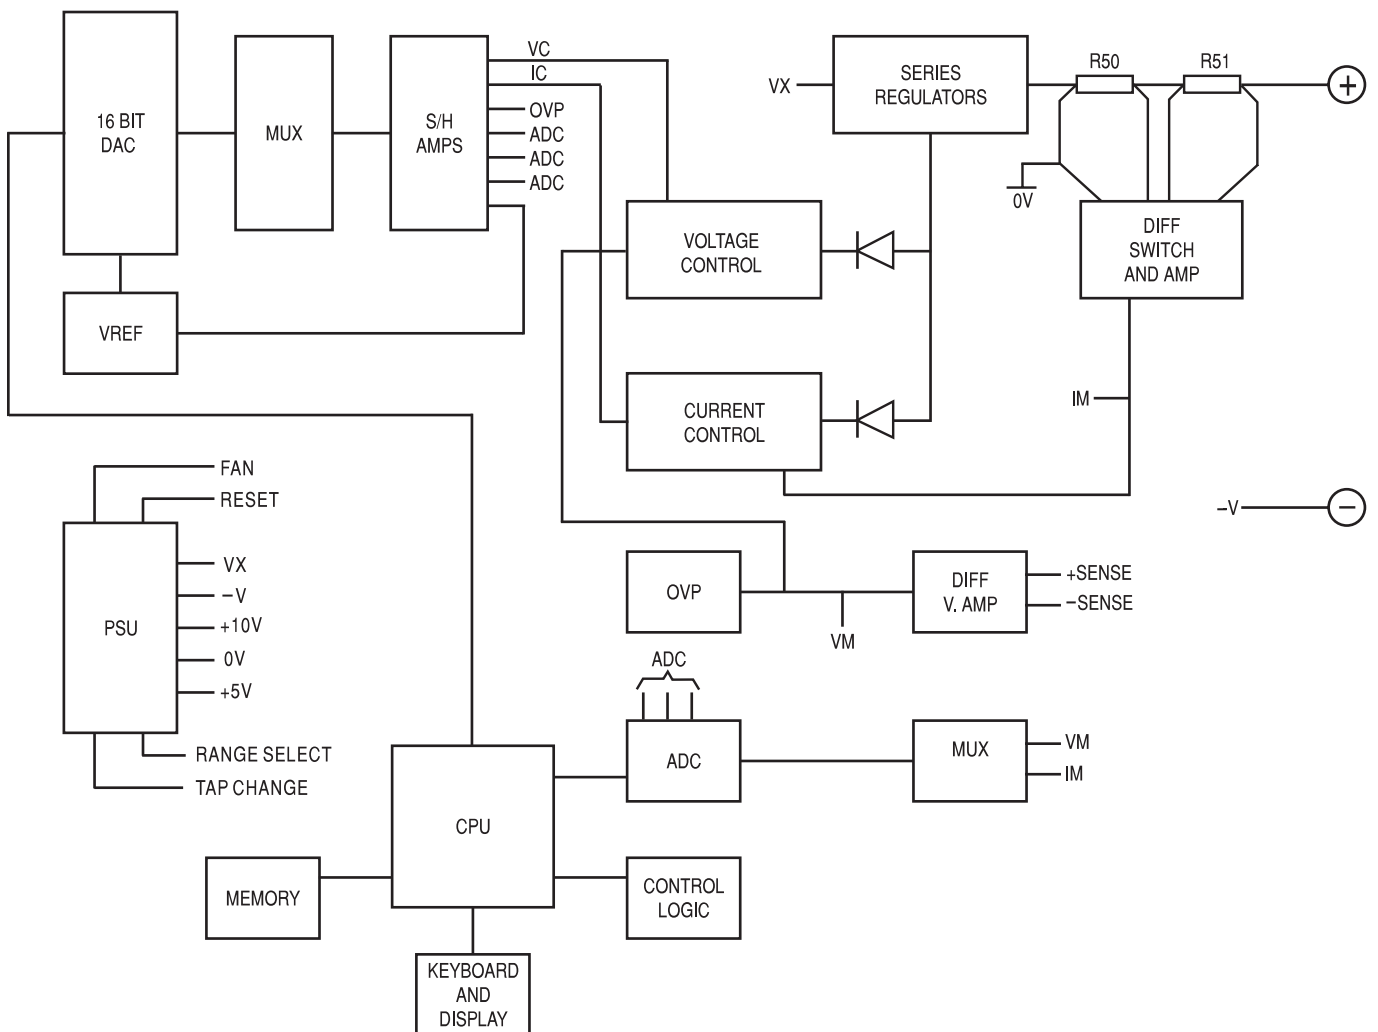 16 BIT
DAC
MUX
S/H
AMPS
VC
IC
OVP
ADC
ADC
ADC
VREF
VX
SERIES
REGULATORS
R50
R51
+
0V
DIFF
SWITCH
AND AMP
VOLTAGE
CONTROL
CURRENT
CONTROL
IM
–V
–
FAN
RESET
PSU
VX
–V
+10V
0V
+5V
RANGE SELECT
TAP CHANGE
OVP
VM
DIFF
V. AMP
+SENSE
–SENSE
ADC
ADC
MUX
VM
IM
CPU
MEMORY
CONTROL
LOGIC
KEYBOARD
AND
DISPLAY